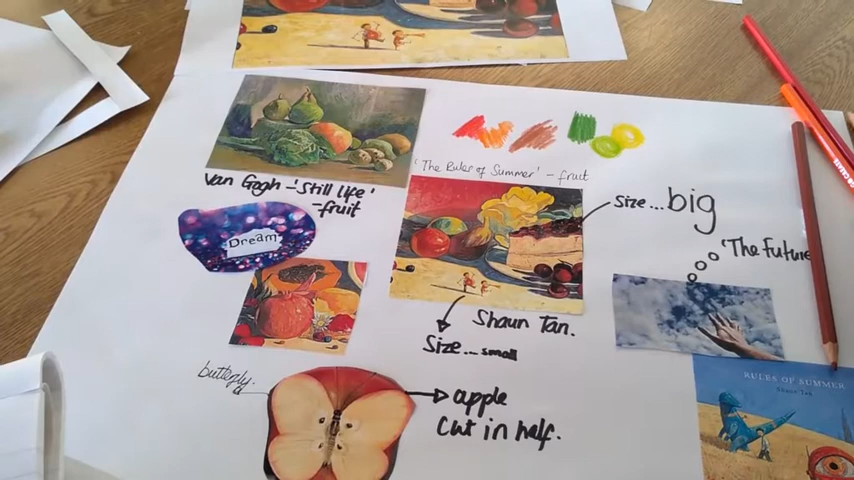 'The Rules of Summer' - fruit
Van Gogh - 'Still life'
- fruit
Size... big
Dream
'The Future
Shaun Tan.
Size... small
butterfly.
apple
Cut in half.
RULES OF SUMMER
Shaun Tan